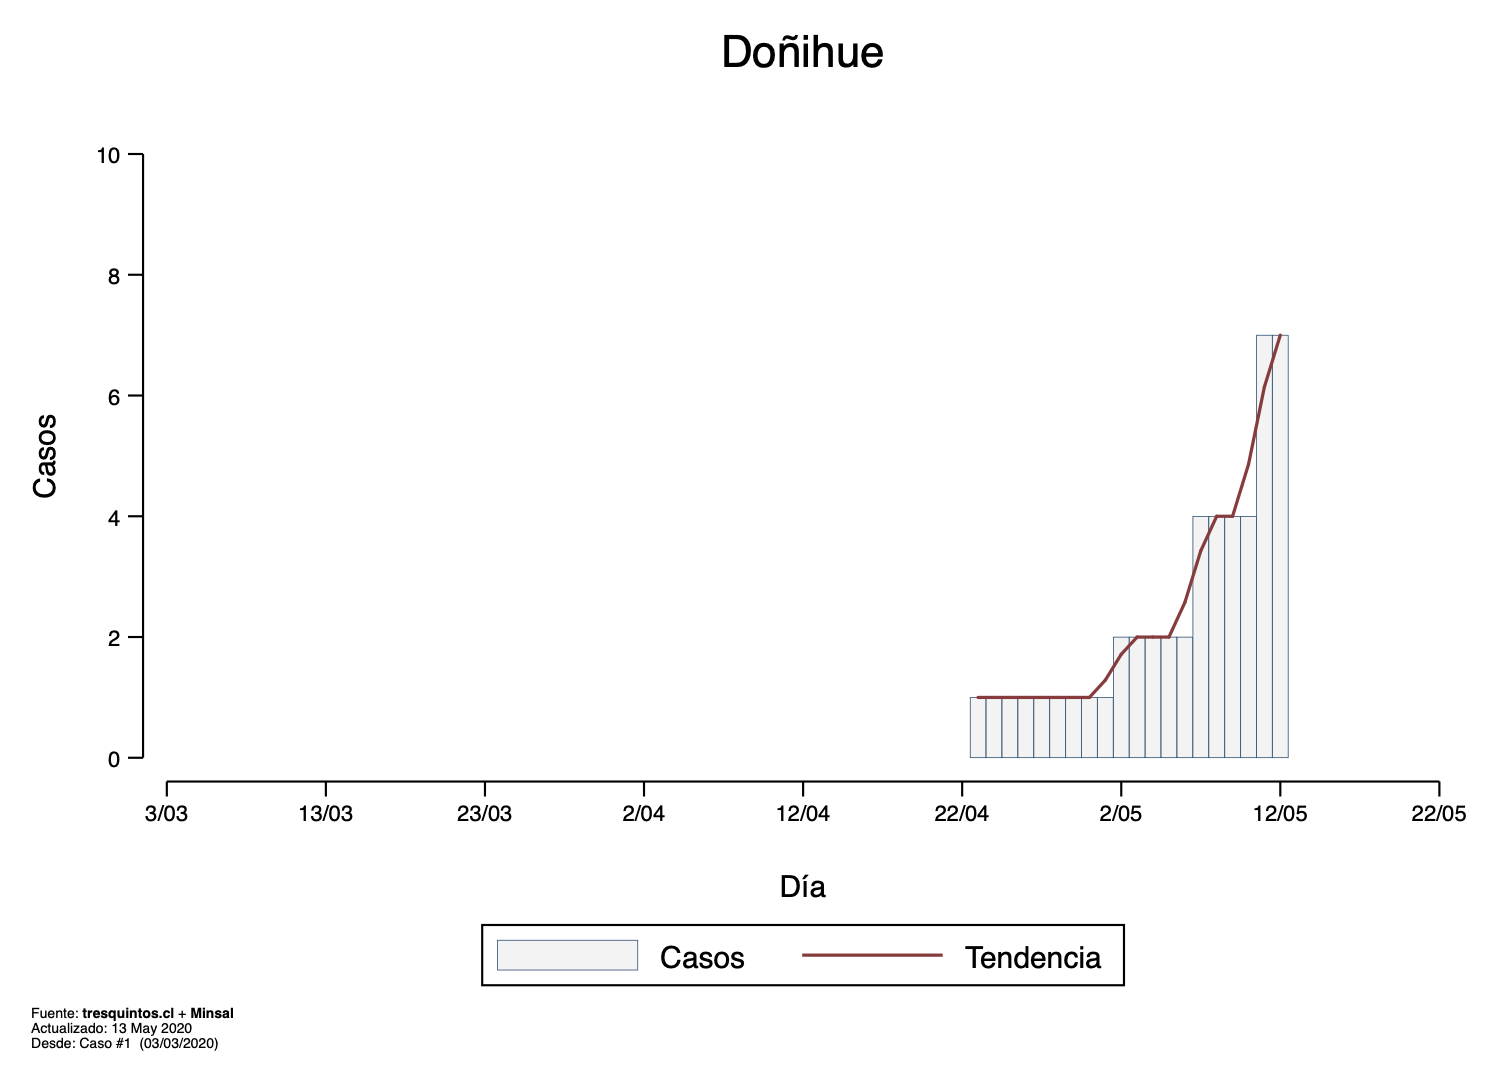 Doñihue
10
8
6
4
2
0
Casos
3/03 13/03 23/03 2/04 12/04 22/04 2/05 12/05 22/05
Día
Casos Tendencia
Fuente: tresquintos.cl + Minsal
Actualizado: 13 May 2020
Desde: Caso #1 (03/03/2020)